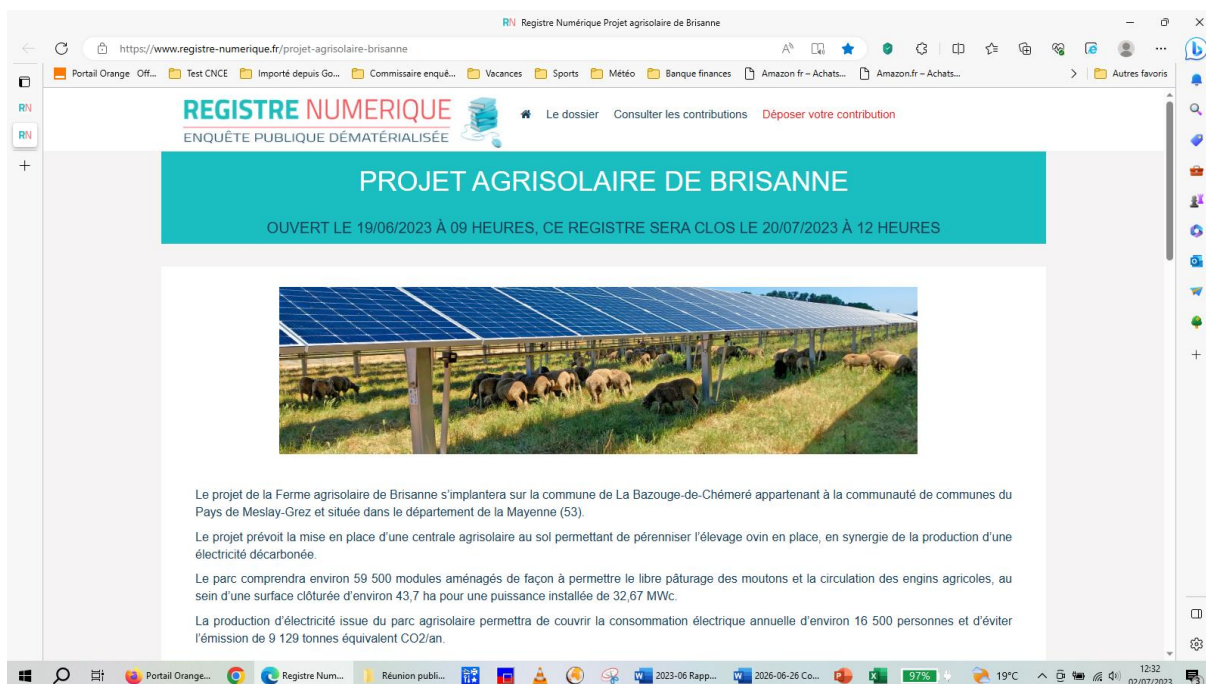 RN Registre Numérique Projet agrisolaire de Brisanne
https://www.registre-numerique.fr/projet-agrisolaire-brisanne
Portail Orange Off... Test CNCE Importé depuis Go... Commissaire enquê... Vacances Sports Météo Banque finances Amazon fr – Achats... Amazon.fr – Achats... Autres favoris
RN
RN
REGISTRE NUMERIQUE
ENQUÊTE PUBLIQUE DÉMATÉRIALISÉE
Le dossier Consulter les contributions Déposer votre contribution
PROJET AGRISOLAIRE DE BRISANNE
OUVERT LE 19/06/2023 À 09 HEURES, CE REGISTRE SERA CLOS LE 20/07/2023 À 12 HEURES
Le projet de la Ferme agrisolaire de Brisanne s'implantera sur la commune de La Bazouge-de-Chémeré appartenant à la communauté de communes du
Pays de Meslay-Grez et située dans le département de la Mayenne (53).
Le projet prévoit la mise en place d'une centrale agrisolaire au sol permettant de pérenniser l'élevage ovin en place, en synergie de la production d'une
électricité décarbonée.
Le parc comprendra environ 59 500 modules aménagés de façon à permettre le libre pâturage des moutons et la circulation des engins agricoles, au
sein d'une surface clôturée d'environ 43,7 ha pour une puissance installée de 32,67 MWc.
La production d'électricité issue du parc agrisolaire permettra de couvrir la consommation électrique annuelle d'environ 16 500 personnes et d'éviter
l'émission de 9 129 tonnes équivalent CO2/an.
Portail Orange... Registre Num... Réunion publi... 2023-06 Rapp... 2026-06-26 Co... 97% 19°C 12:32
02/07/2023